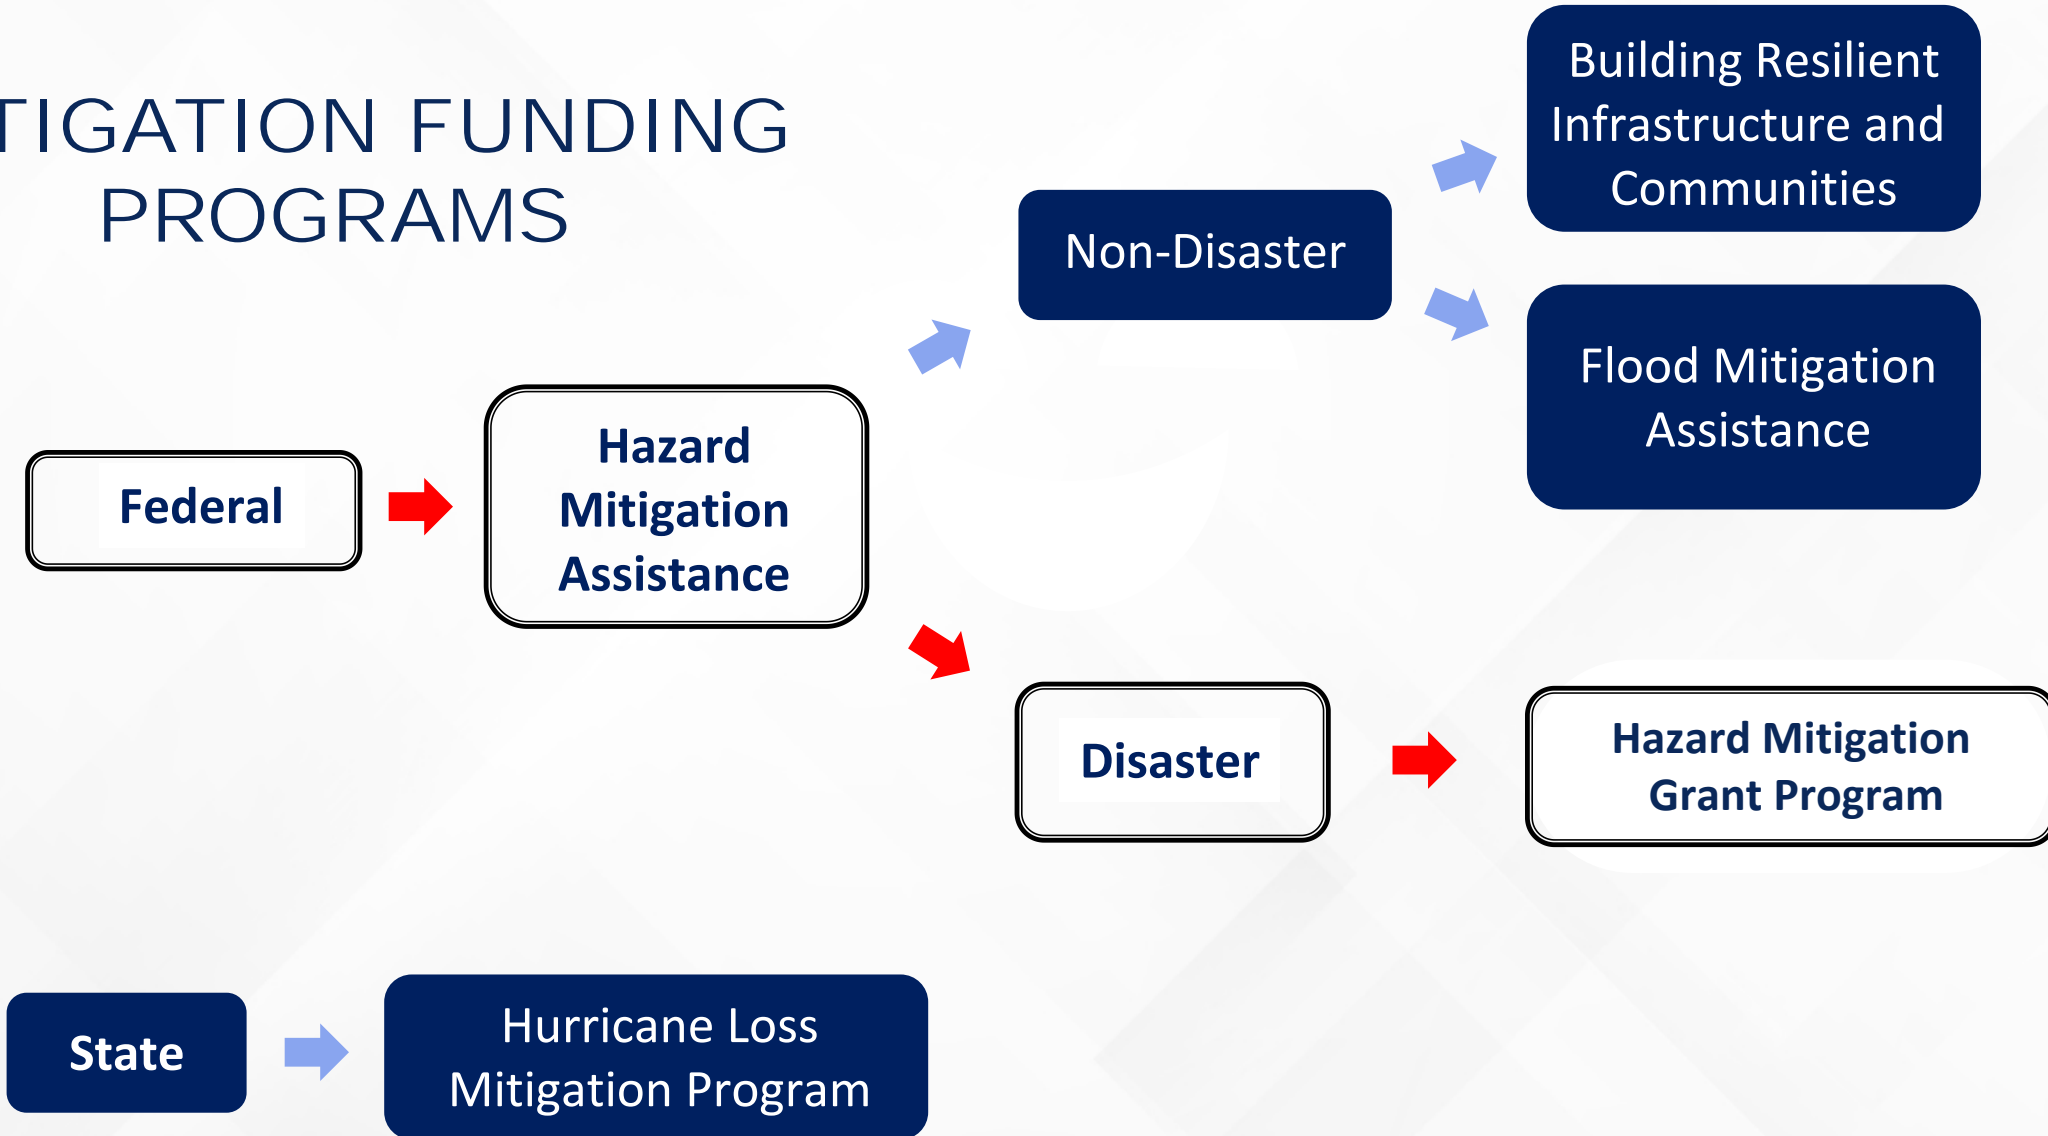 TIGATION FUNDING
PROGRAMS
Building Resilient
Infrastructure and
Communities
Non-Disaster
Flood Mitigation
Assistance
Hazard
Mitigation
Assistance
Federal
Disaster
Hazard Mitigation
Grant Program
State
Hurricane Loss
Mitigation Program